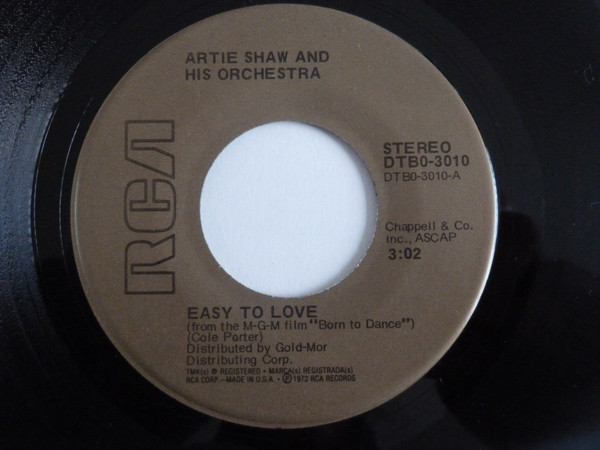 ARTIE SHAW AND
HIS ORCHESTRA
RCA
STEREO
DTBO-3010
DTBO-3010-A
Chappell & Co.
Inc., ASCAP
3:02
EASY TO LOVE
(from the M-G-M film "Born to Dance")
(Cole Porter)
Distributed by Gold-Mor
Distributing Corp.
TMK(s) ® REGISTERED • MARCA(s) REGISTRADA(s)
RCA CORP.-MADE IN U.S.A. • ℗ 1972 RCA RECORDS